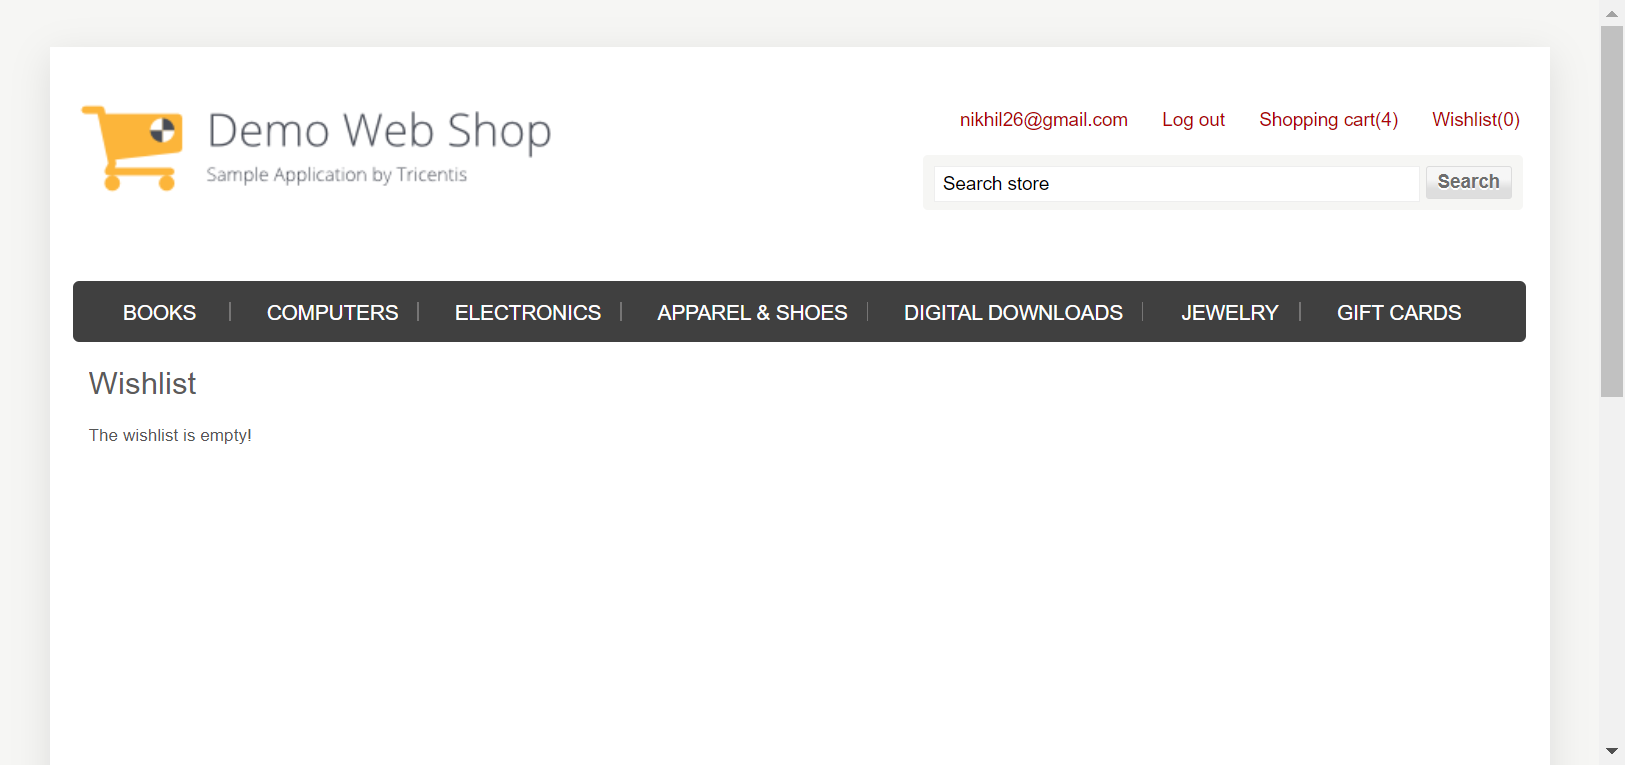 Demo Web Shop
Sample Application by Tricentis
nikhil26@gmail.com Log out Shopping cart(4) Wishlist(0)
Search store Search
BOOKS COMPUTERS ELECTRONICS APPAREL & SHOES DIGITAL DOWNLOADS JEWELRY GIFT CARDS
Wishlist
The wishlist is empty!